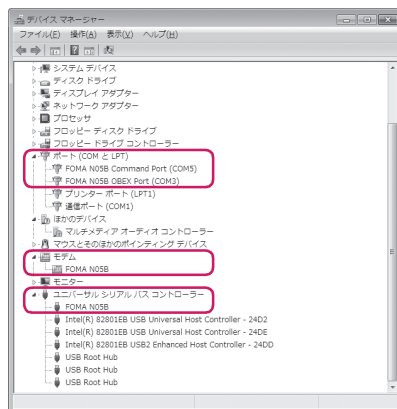 デバイス マネージャー
ファイル(F) 操作(A) 表示(V) ヘルプ(H)
システム デバイス
ディスク ドライブ
ディスプレイ アダプター
ネットワーク アダプター
プロセッサ
フロッピー ディスク ドライブ
フロッピー ドライブ コントローラー
ポート (COM と LPT)
FOMA N05B Command Port (COM5)
FOMA N05B OBEX Port (COM3)
プリンター ポート (LPT1)
通信ポート (COM1)
ほかのデバイス
マルチメディア オーディオ コントローラー
マウスとそのほかのポインティング デバイス
モデム
FOMA N05B
モニター
ユニバーサル シリアル バス コントローラー
FOMA N05B
Intel(R) 82801EB USB Universal Host Controller - 24D2
Intel(R) 82801EB USB Universal Host Controller - 24DE
Intel(R) 82801EB USB2 Enhanced Host Controller - 24DD
USB Root Hub
USB Root Hub
USB Root Hub